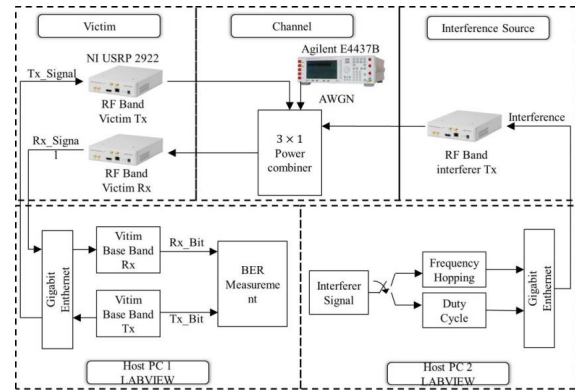 Victim
Channel
Interference Source
NI USRP 2922
Tx_Signal
RF Band
Victim Tx
Agilent E4437B
AWGN
Rx_Signa
l
RF Band
Victim Rx
3 × 1
Power
combiner
RF Band
interferer Tx
Interference
Gigabit
Enthernet
Vitim
Base Band
Rx
Rx_Bit
Vitim
Base Band
Tx
Tx_Bit
BER
Measureme
nt
Host PC 1
LABVIEW
Interferer
Signal
Frequency
Hopping
Duty
Cycle
Gigabit
Enthernet
Host PC 2
LABVIEW